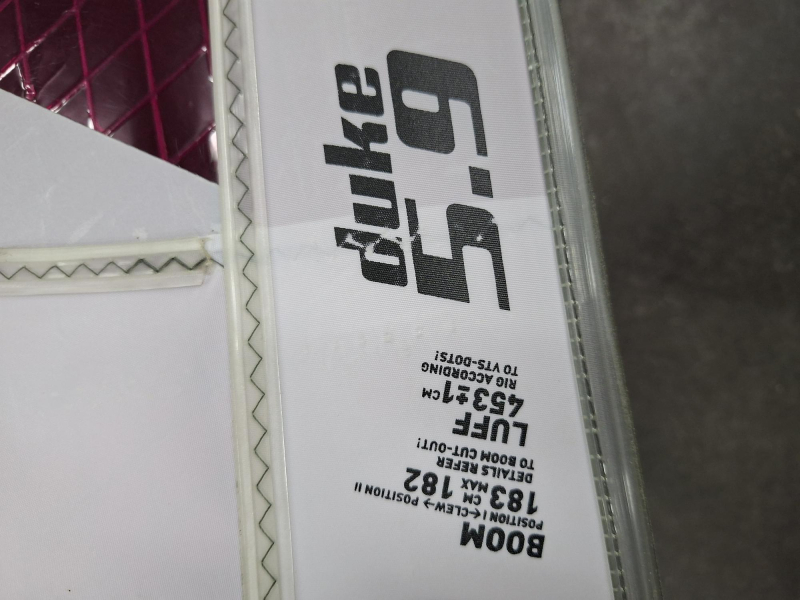 duke
5.9
BOOM
POSITION I ←CLEW→ POSITION II
183 CM MAX 182
DETAILS REFER
TO BOOM CUT-OUT!
LUFF
453±1CM
RIG ACCORDING
TO VTS-DOTS!